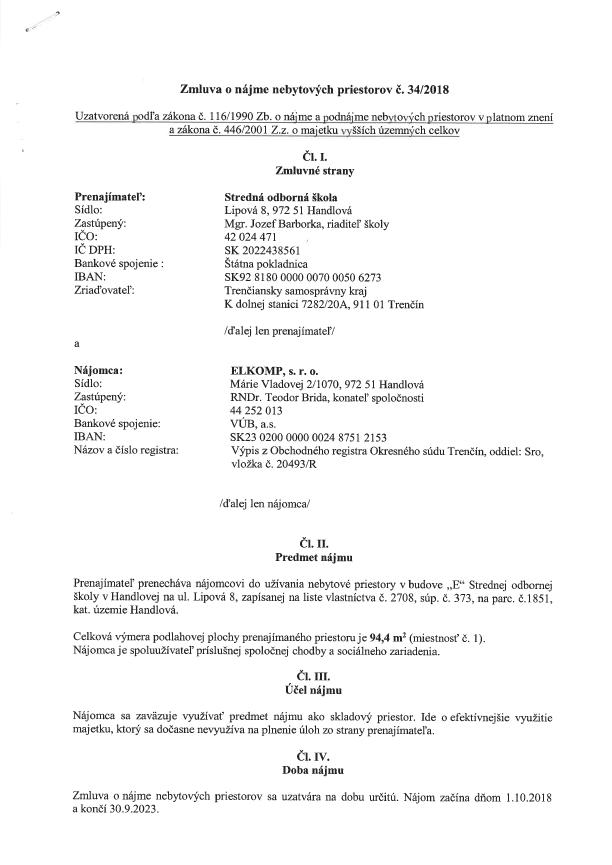 Zmluva o nájme nebytových priestorov č. 34/2018
Uzatvorená podľa zákona č. 116/1990 Zb. o nájme a podnájme nebytových priestorov v platnom znení
a zákona č. 446/2001 Z.z. o majetku vyšších územných celkov
Čl. I.
Zmluvné strany
Prenajímateľ: Stredná odborná škola
Sídlo: Lipová 8, 972 51 Handlová
Zastúpený: Mgr. Jozef Barborka, riaditeľ školy
IČO: 42 024 471
IČ DPH: SK 2022438561
Bankové spojenie : Štátna pokladnica
IBAN: SK92 8180 0000 0070 0050 6273
Zriaďovateľ: Trenčiansky samosprávny kraj
K dolnej stanici 7282/20A, 911 01 Trenčín
/ďalej len prenajímateľ/
a
Nájomca: ELKOMP, s. r. o.
Sídlo: Márie Vladovej 2/1070, 972 51 Handlová
Zastúpený: RNDr. Teodor Brida, konateľ spoločnosti
IČO: 44 252 013
Bankové spojenie: VÚB, a.s.
IBAN: SK23 0200 0000 0024 8751 2153
Názov a číslo registra: Výpis z Obchodného registra Okresného súdu Trenčín, oddiel: Sro,
vložka č. 20493/R
/ďalej len nájomca/
Čl. II.
Predmet nájmu
Prenajímateľ prenecháva nájomcovi do užívania nebytové priestory v budove „E“ Strednej odbornej
školy v Handlovej na ul. Lipová 8, zapísanej na liste vlastníctva č. 2708, súp. č. 373, na parc. č.1851,
kat. územie Handlová.
Celková výmera podlahovej plochy prenajímaného priestoru je 94,4 m² (miestnosť č. 1).
Nájomca je spoluužívateľ príslušnej spoločnej chodby a sociálneho zariadenia.
Čl. III.
Účel nájmu
Nájomca sa zaväzuje využívať predmet nájmu ako skladový priestor. Ide o efektívnejšie využitie
majetku, ktorý sa dočasne nevyužíva na plnenie úloh zo strany prenajímateľa.
Čl. IV.
Doba nájmu
Zmluva o nájme nebytových priestorov sa uzatvára na dobu určitú. Nájom začína dňom 1.10.2018
a končí 30.9.2023.